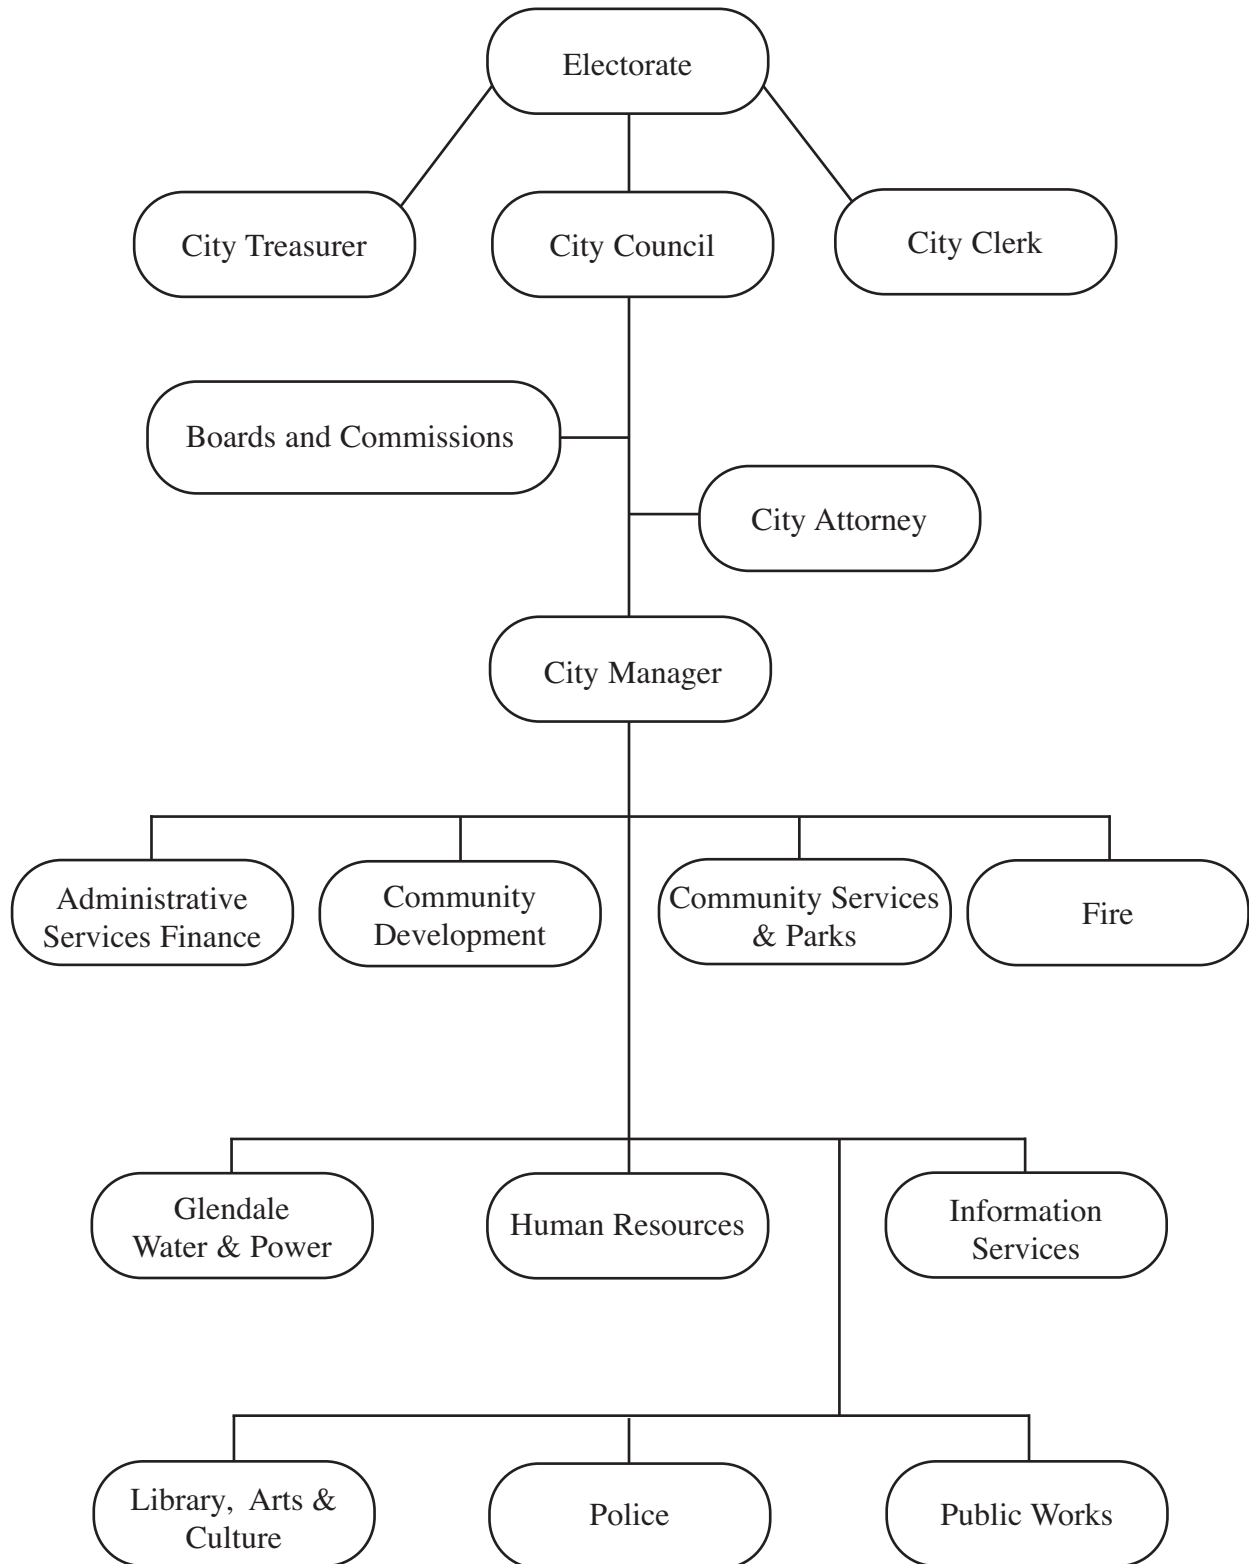 Electorate
City Treasurer
City Council
City Clerk
Boards and Commissions
City Attorney
City Manager
Administrative
Services Finance
Community
Development
Community Services
& Parks
Fire
Glendale
Water & Power
Human Resources
Information
Services
Library, Arts &
Culture
Police
Public Works